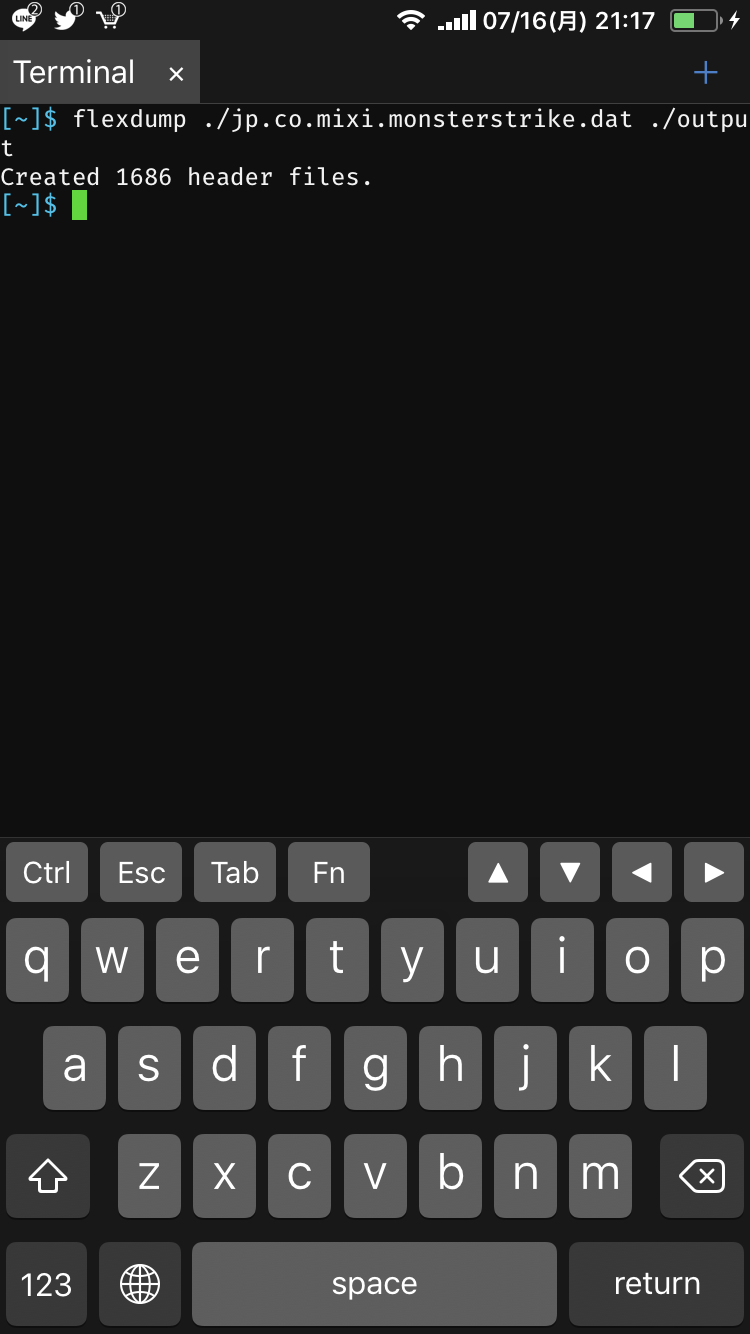 LINE ② ① ① 07/16(月) 21:17
Terminal × +
[~]$ flexdump ./jp.co.mixi.monsterstrike.dat ./outpu
t
Created 1686 header files.
[~]$
Ctrl Esc Tab Fn ▲ ▼ ◀ ▶
q w e r t y u i o p
a s d f g h j k l
z x c v b n m
123 space return